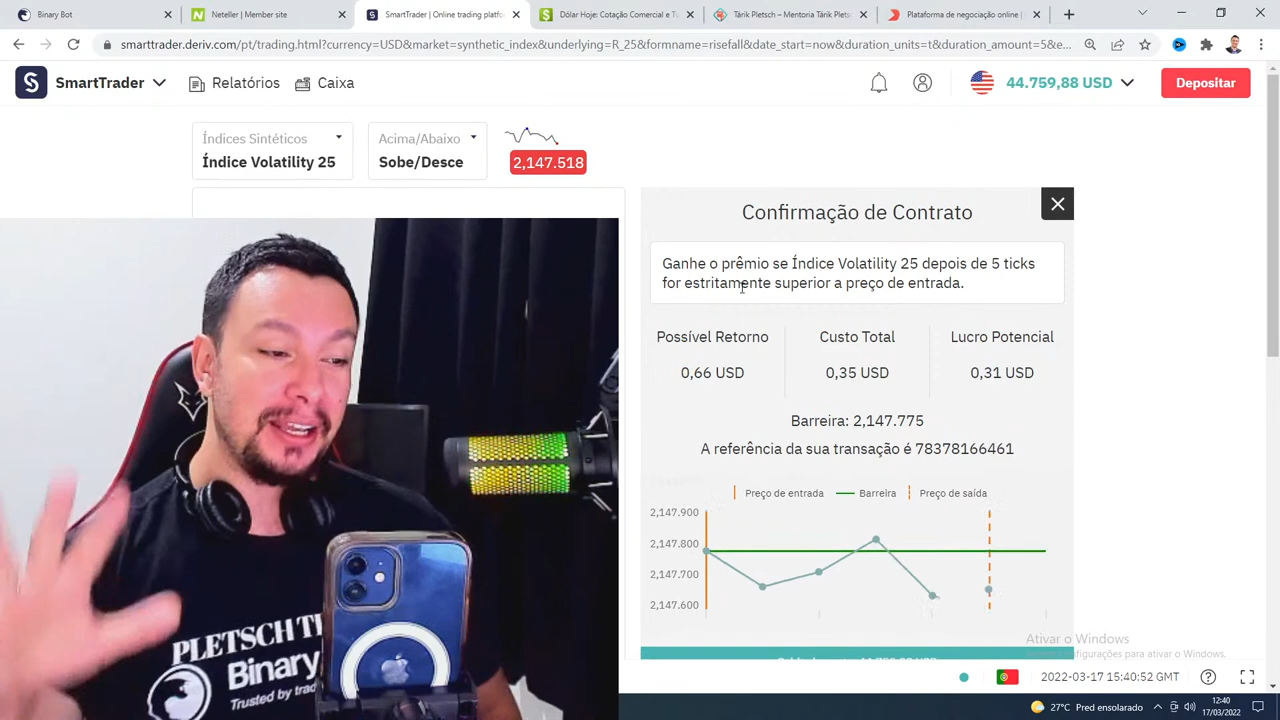 Binary Bot
Neteller | Member site
SmartTrader | Online trading platfo
Dólar Hoje: Cotação Comercial e Tu
Tárik Pletsch – Mentoria Tárik Plets
Plataforma de negociação online |
smarttrader.deriv.com/pt/trading.html?currency=USD&market=synthetic_index&underlying=R_25&formname=risefall&date_start=now&duration_units=t&duration_amount=5&e...
SmartTrader
Relatórios
Caixa
44.759,88 USD
Depositar
Índices Sintéticos
Índice Volatility 25
Acima/Abaixo
Sobe/Desce
2,147.518
Confirmação de Contrato
Ganhe o prêmio se Índice Volatility 25 depois de 5 ticks
for estritamente superior a preço de entrada.
Possível Retorno
Custo Total
Lucro Potencial
0,66 USD
0,35 USD
0,31 USD
Barreira: 2,147.775
A referência da sua transação é 78378166461
Preço de entrada
Barreira
Preço de saída
2,147.900
2,147.800
2,147.700
2,147.600
PLETSCH
Binary
Trusted by
Ativar o Windows
para ativar o Windows.
2022-03-17 15:40:52 GMT
27°C Pred ensolarado
12:40
17/03/2022